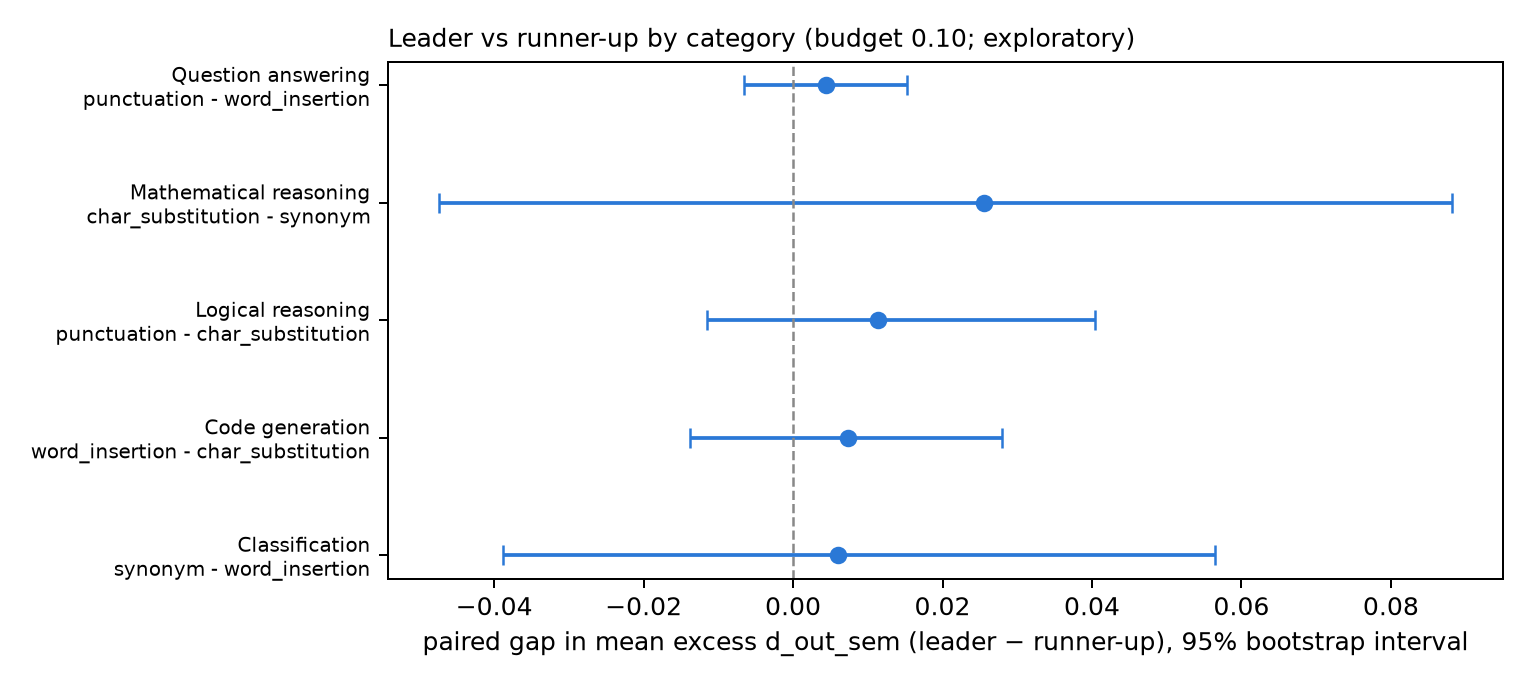 Leader vs runner-up by category (budget 0.10; exploratory)
Question answering
punctuation - word_insertion
Mathematical reasoning
char_substitution - synonym
Logical reasoning
punctuation - char_substitution
Code generation
word_insertion - char_substitution
Classification
synonym - word_insertion
−0.04 −0.02 0.00 0.02 0.04 0.06 0.08
paired gap in mean excess d_out_sem (leader − runner-up), 95% bootstrap interval